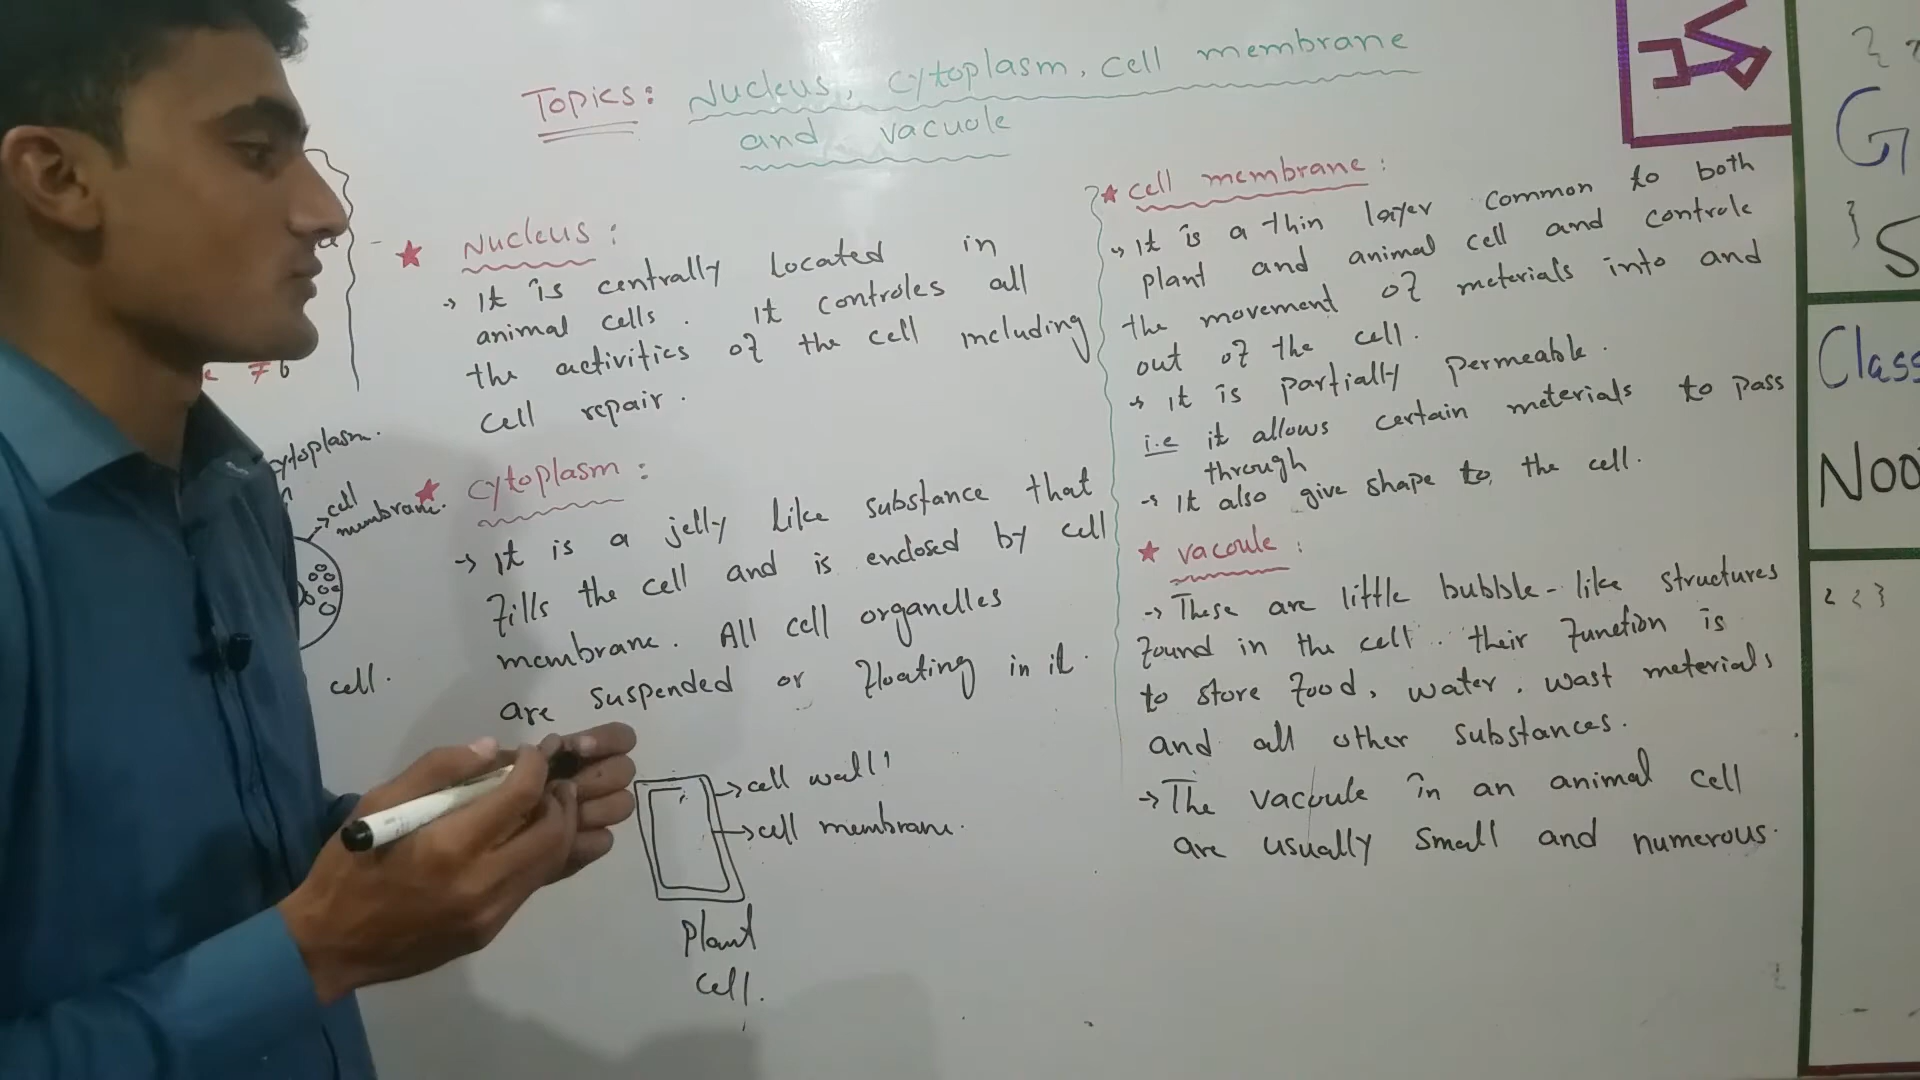 Topics: Nucleus, cytoplasm, cell membrane
and vacuole
★ Nucleus:
→ It is centrally located in
animal cells. It controles all
the activities of the cell including
cell repair.
★ cytoplasm:
→ It is a jelly like substance that
fills the cell and is enclosed by cell
membrane. All cell organelles
are suspended or floating in it.
→ cell wall
→ cell membrane.
Plant
cell.
★ cell membrane:
→ It is a thin layer common to both
plant and animal cell and controle
the movement of meterials into and
out of the cell.
→ It is partially permeable.
i.e it allows certain meterials to pass
through
→ It also give shape to, the cell.
★ vacoule:
→ These are little bubble-like structures
found in the cell. their function is
to store food, water, wast meterials
and all other substances.
→ The vacoule in an animal cell
are usually small and numerous.
cytoplasm.
→ cell
membrane.
cell.
G
S
Class
Noo